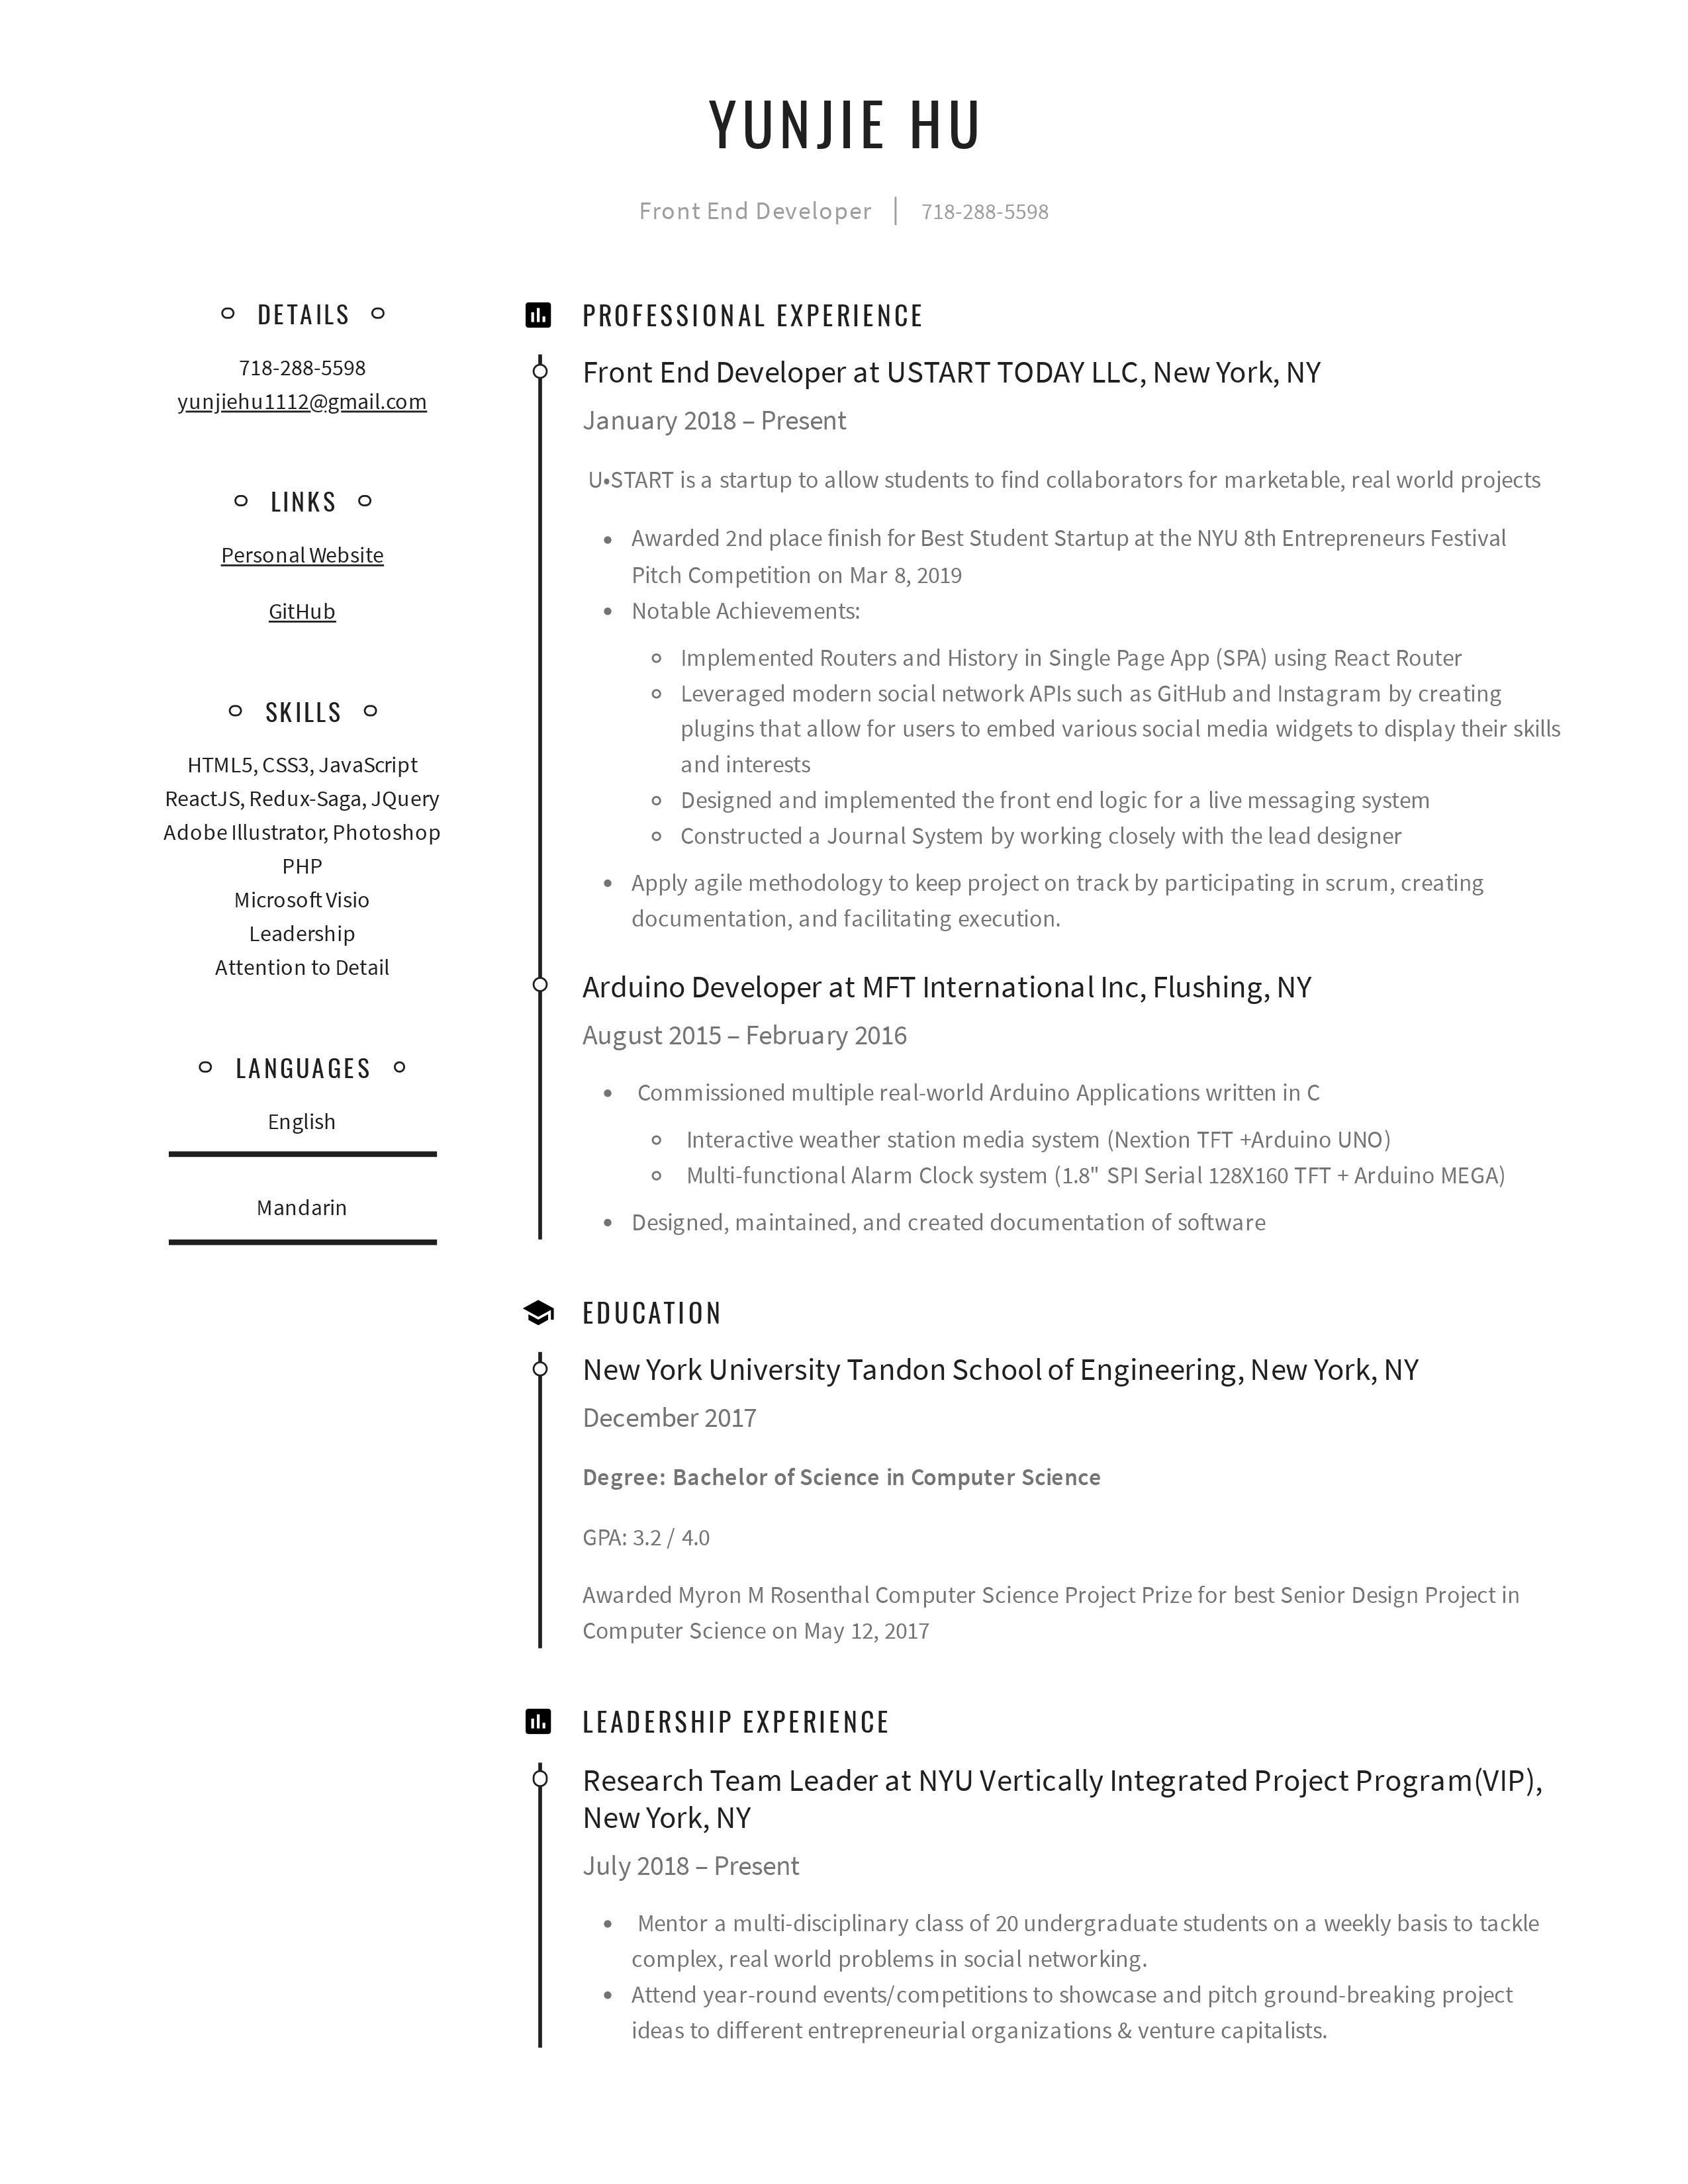 YUNJIE HU
Front End Developer | 718-288-5598
DETAILS
718-288-5598
yunjiehu1112@gmail.com
LINKS
Personal Website
GitHub
SKILLS
HTML5, CSS3, JavaScript
ReactJS, Redux-Saga, JQuery
Adobe Illustrator, Photoshop
PHP
Microsoft Visio
Leadership
Attention to Detail
LANGUAGES
English
Mandarin
PROFESSIONAL EXPERIENCE
Front End Developer at USTART TODAY LLC, New York, NY
January 2018 – Present
U•START is a startup to allow students to find collaborators for marketable, real world projects
• Awarded 2nd place finish for Best Student Startup at the NYU 8th Entrepreneurs Festival
Pitch Competition on Mar 8, 2019
• Notable Achievements:
◦ Implemented Routers and History in Single Page App (SPA) using React Router
◦ Leveraged modern social network APIs such as GitHub and Instagram by creating
plugins that allow for users to embed various social media widgets to display their skills
and interests
◦ Designed and implemented the front end logic for a live messaging system
◦ Constructed a Journal System by working closely with the lead designer
• Apply agile methodology to keep project on track by participating in scrum, creating
documentation, and facilitating execution.
Arduino Developer at MFT International Inc, Flushing, NY
August 2015 – February 2016
• Commissioned multiple real-world Arduino Applications written in C
◦ Interactive weather station media system (Nextion TFT +Arduino UNO)
◦ Multi-functional Alarm Clock system (1.8" SPI Serial 128X160 TFT + Arduino MEGA)
• Designed, maintained, and created documentation of software
EDUCATION
New York University Tandon School of Engineering, New York, NY
December 2017
Degree: Bachelor of Science in Computer Science
GPA: 3.2 / 4.0
Awarded Myron M Rosenthal Computer Science Project Prize for best Senior Design Project in
Computer Science on May 12, 2017
LEADERSHIP EXPERIENCE
Research Team Leader at NYU Vertically Integrated Project Program(VIP),
New York, NY
July 2018 – Present
• Mentor a multi-disciplinary class of 20 undergraduate students on a weekly basis to tackle
complex, real world problems in social networking.
• Attend year-round events/competitions to showcase and pitch ground-breaking project
ideas to different entrepreneurial organizations & venture capitalists.